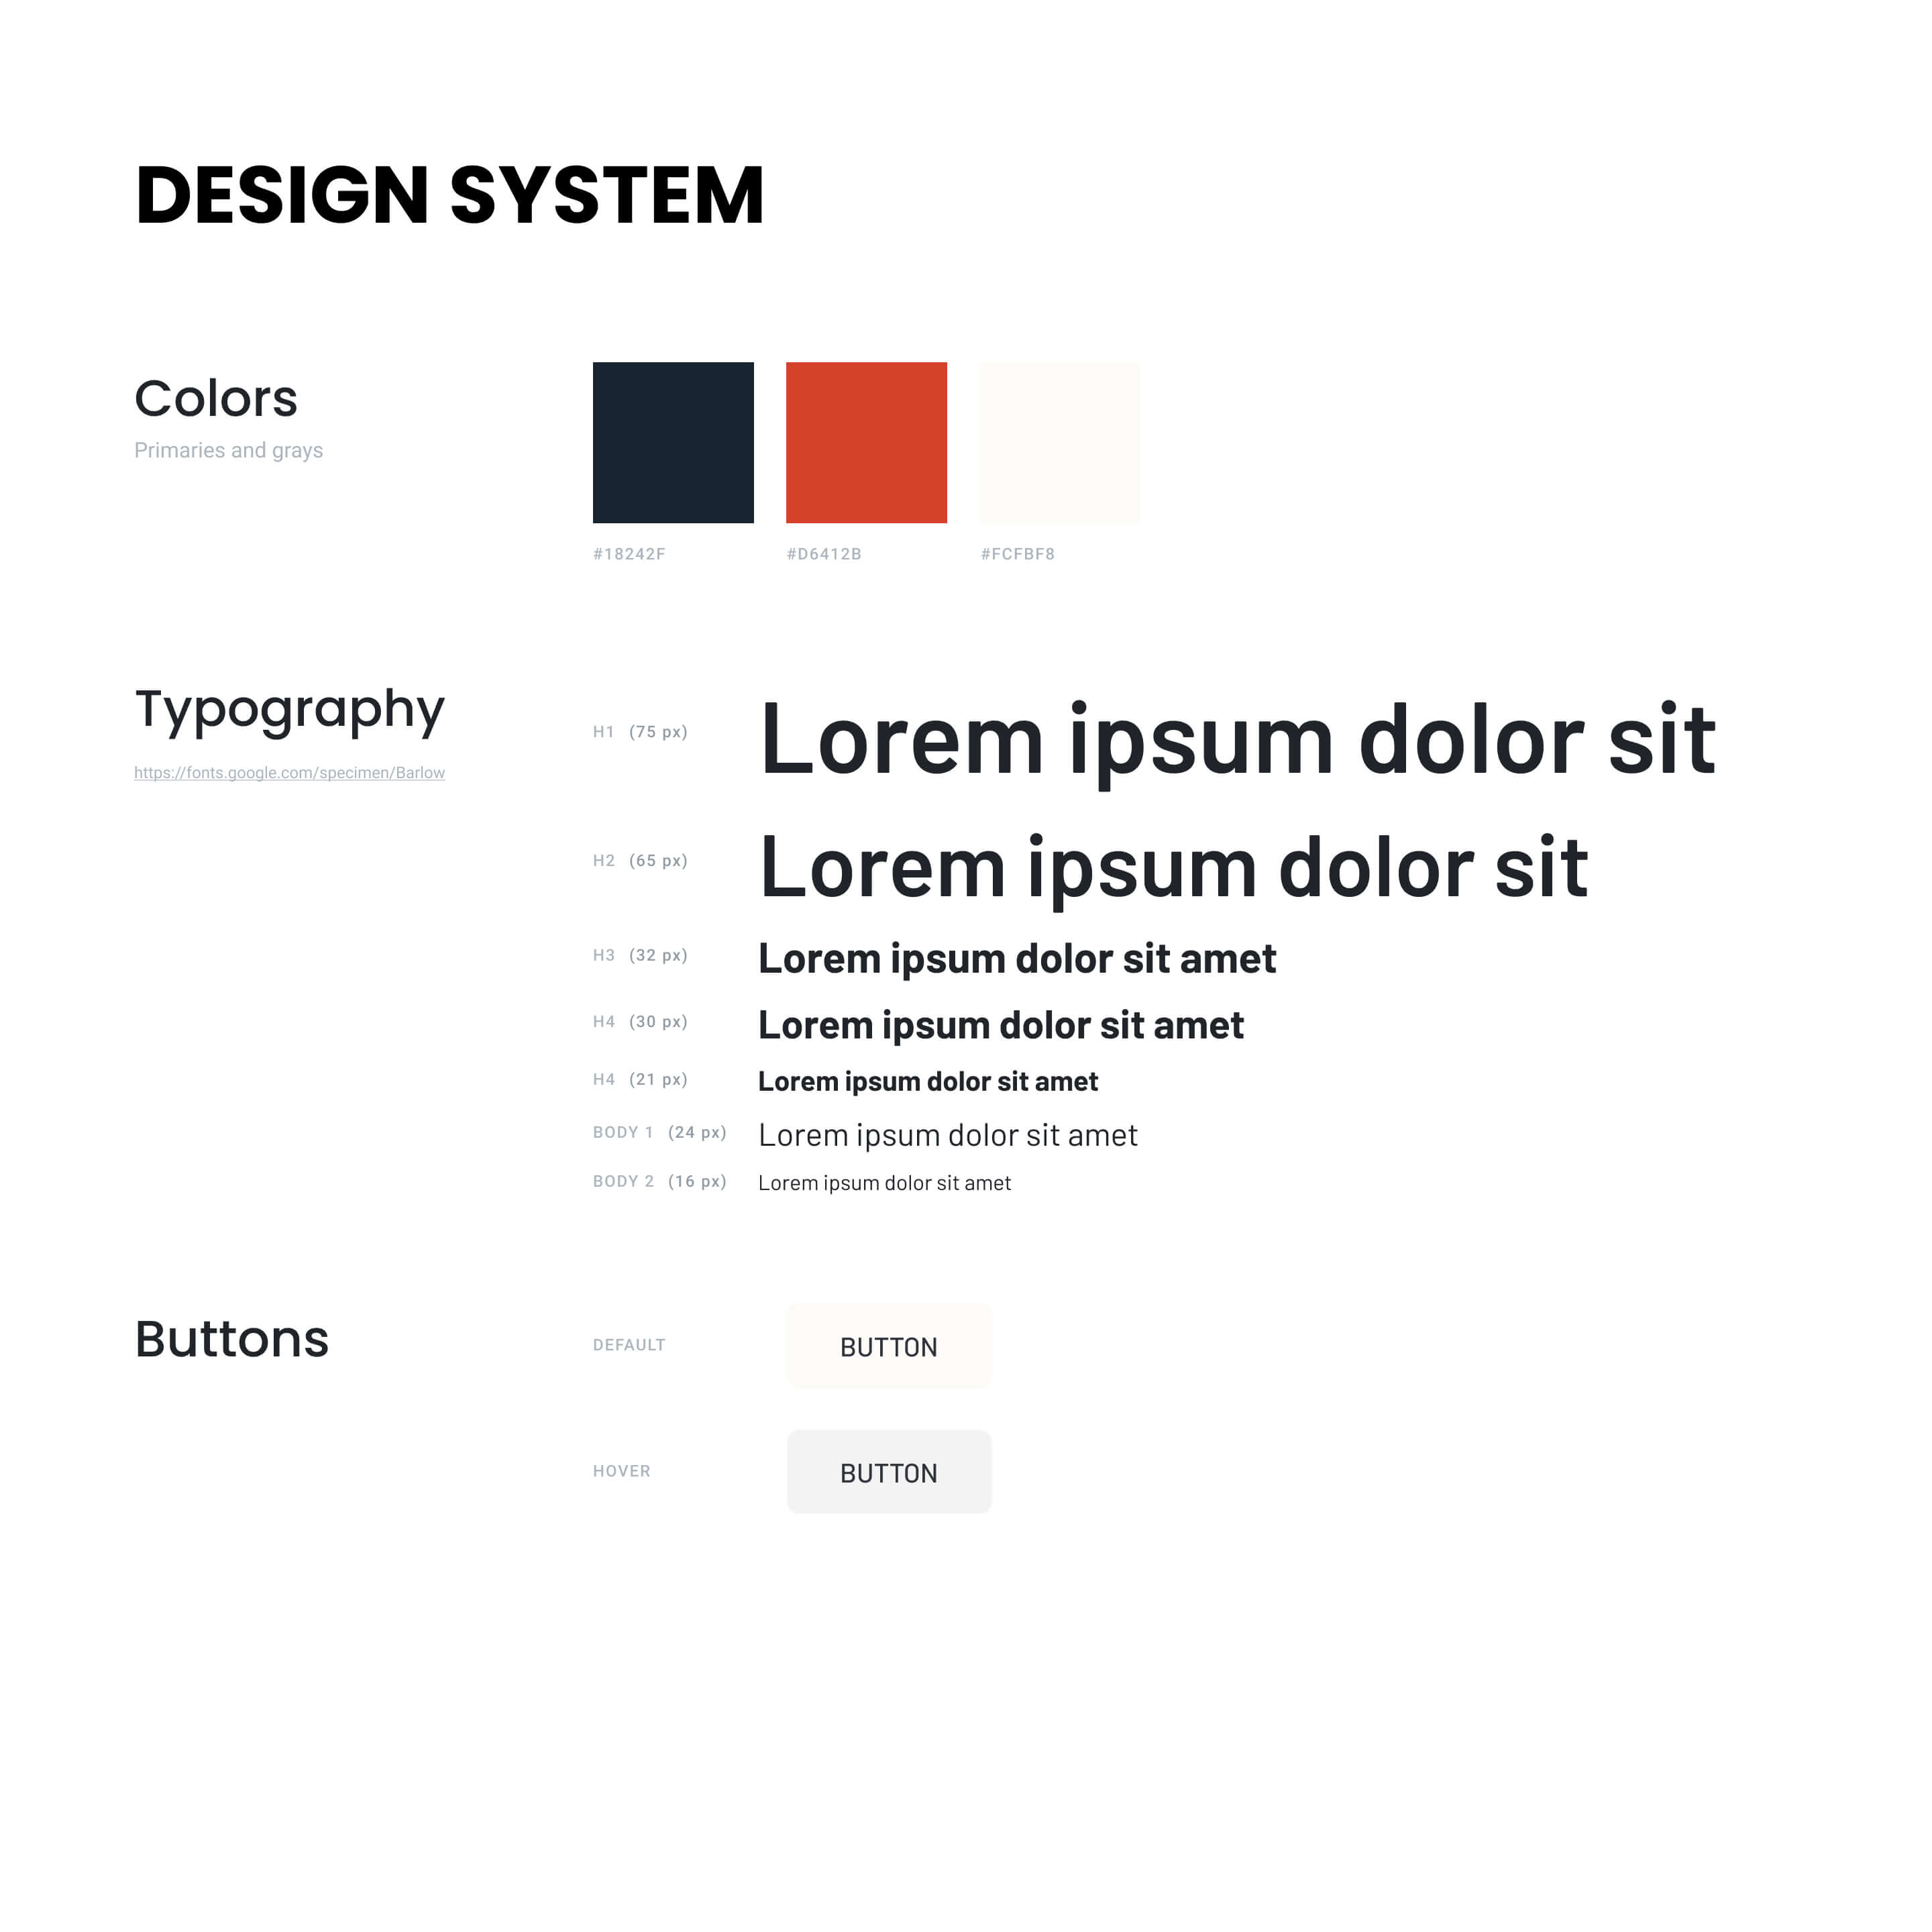 DESIGN SYSTEM
Colors
Primaries and grays
#18242F
#D6412B
#FCFBF8
Typography
https://fonts.google.com/specimen/Barlow
H1 (75 px) Lorem ipsum dolor sit
H2 (65 px) Lorem ipsum dolor sit
H3 (32 px) Lorem ipsum dolor sit amet
H4 (30 px) Lorem ipsum dolor sit amet
H4 (21 px) Lorem ipsum dolor sit amet
BODY 1 (24 px) Lorem ipsum dolor sit amet
BODY 2 (16 px) Lorem ipsum dolor sit amet
Buttons
DEFAULT BUTTON
HOVER BUTTON